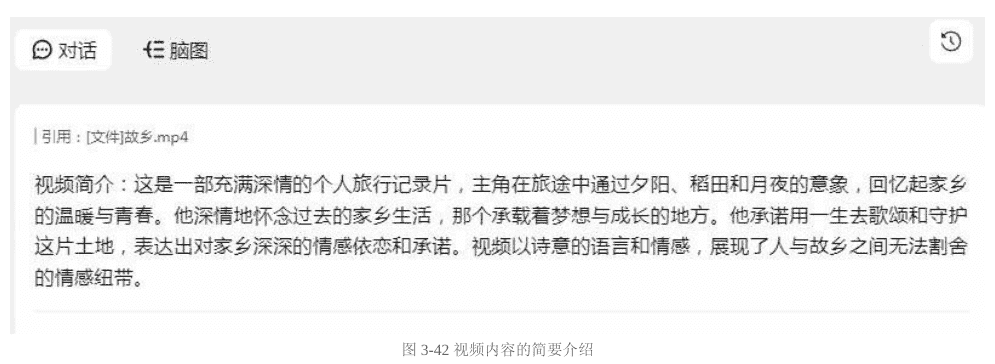 对话 脑图
引用：[文件]故乡.mp4
视频简介：这是一部充满深情的个人旅行记录片，主角在旅途中通过夕阳、稻田和月夜的意象，回忆起家乡
的温暖与青春。他深情地怀念过去的家乡生活，那个承载着梦想与成长的地方。他承诺用一生去歌颂和守护
这片土地，表达出对家乡深深的情感依恋和承诺。视频以诗意的语言和情感，展现了人与故乡之间无法割舍
的情感纽带。
图 3-42 视频内容的简要介绍